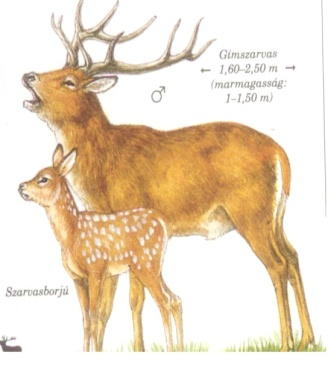 Gímszarvas
← 1,60–2,50 m →
(marmagasság:
1–1,50 m)
♂
Szarvasborjú